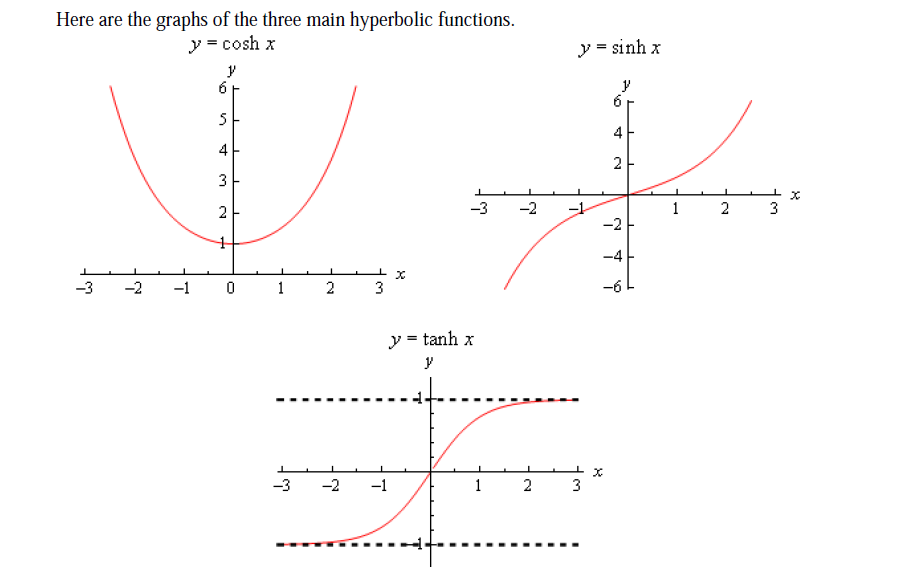 Here are the graphs of the three main hyperbolic functions.
y = cosh x
y = sinh x
y
6
5
4
3
2
1
-3 -2 -1 0 1 2 3 x
y
6
4
2
-3 -2 -1 1 2 3 x
-2
-4
-6
y = tanh x
y
1
-3 -2 -1 1 2 3 x
-1